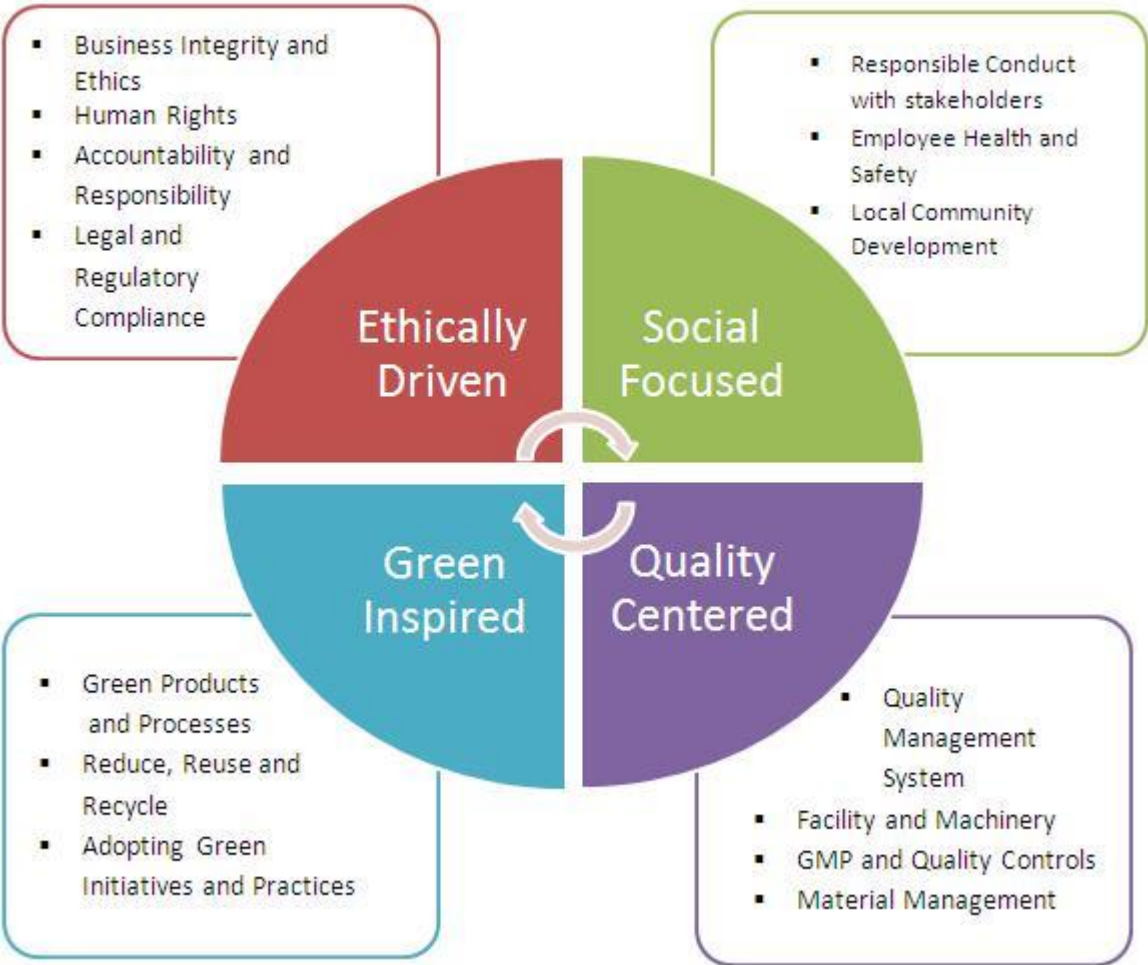 ▪ Business Integrity and
Ethics
▪ Human Rights
▪ Accountability and
Responsibility
▪ Legal and
Regulatory
Compliance
▪ Responsible Conduct
with stakeholders
▪ Employee Health and
Safety
▪ Local Community
Development
Ethically
Driven
Social
Focused
Green
Inspired
Quality
Centered
▪ Green Products
and Processes
▪ Reduce, Reuse and
Recycle
▪ Adopting Green
Initiatives and Practices
▪ Quality
Management
System
▪ Facility and Machinery
▪ GMP and Quality Controls
▪ Material Management